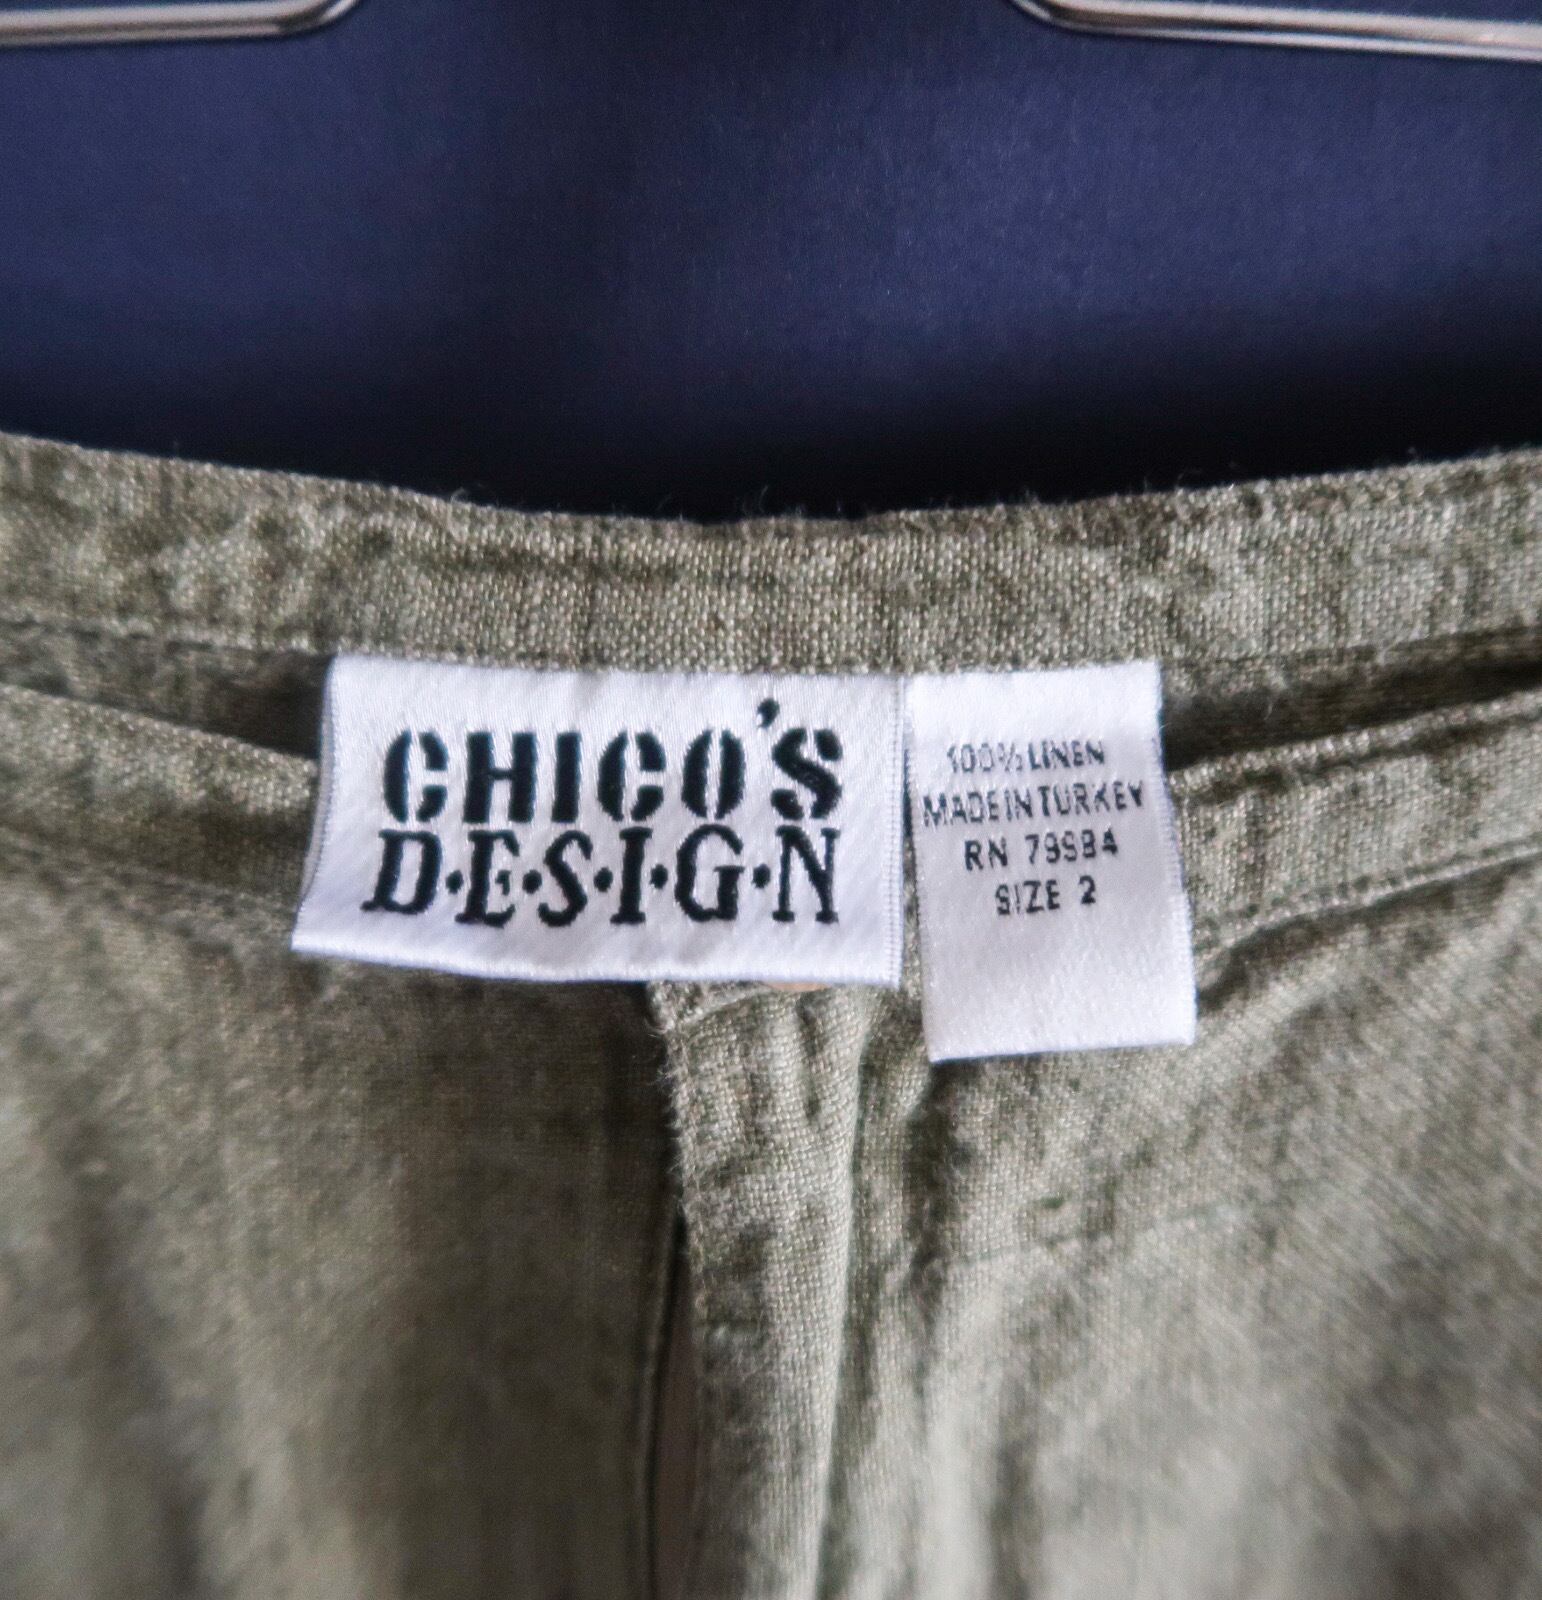 CHICO'S
D·E·S·I·G·N
100% LINEN
MADE IN TURKEY
RN 79984
SIZE 2